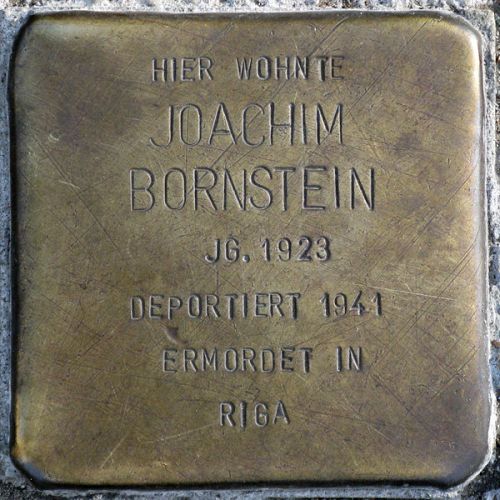 HIER WOHNTE
JOACHIM
BORNSTEIN
JG. 1923
DEPORTIERT 1941
ERMORDET IN
RIGA